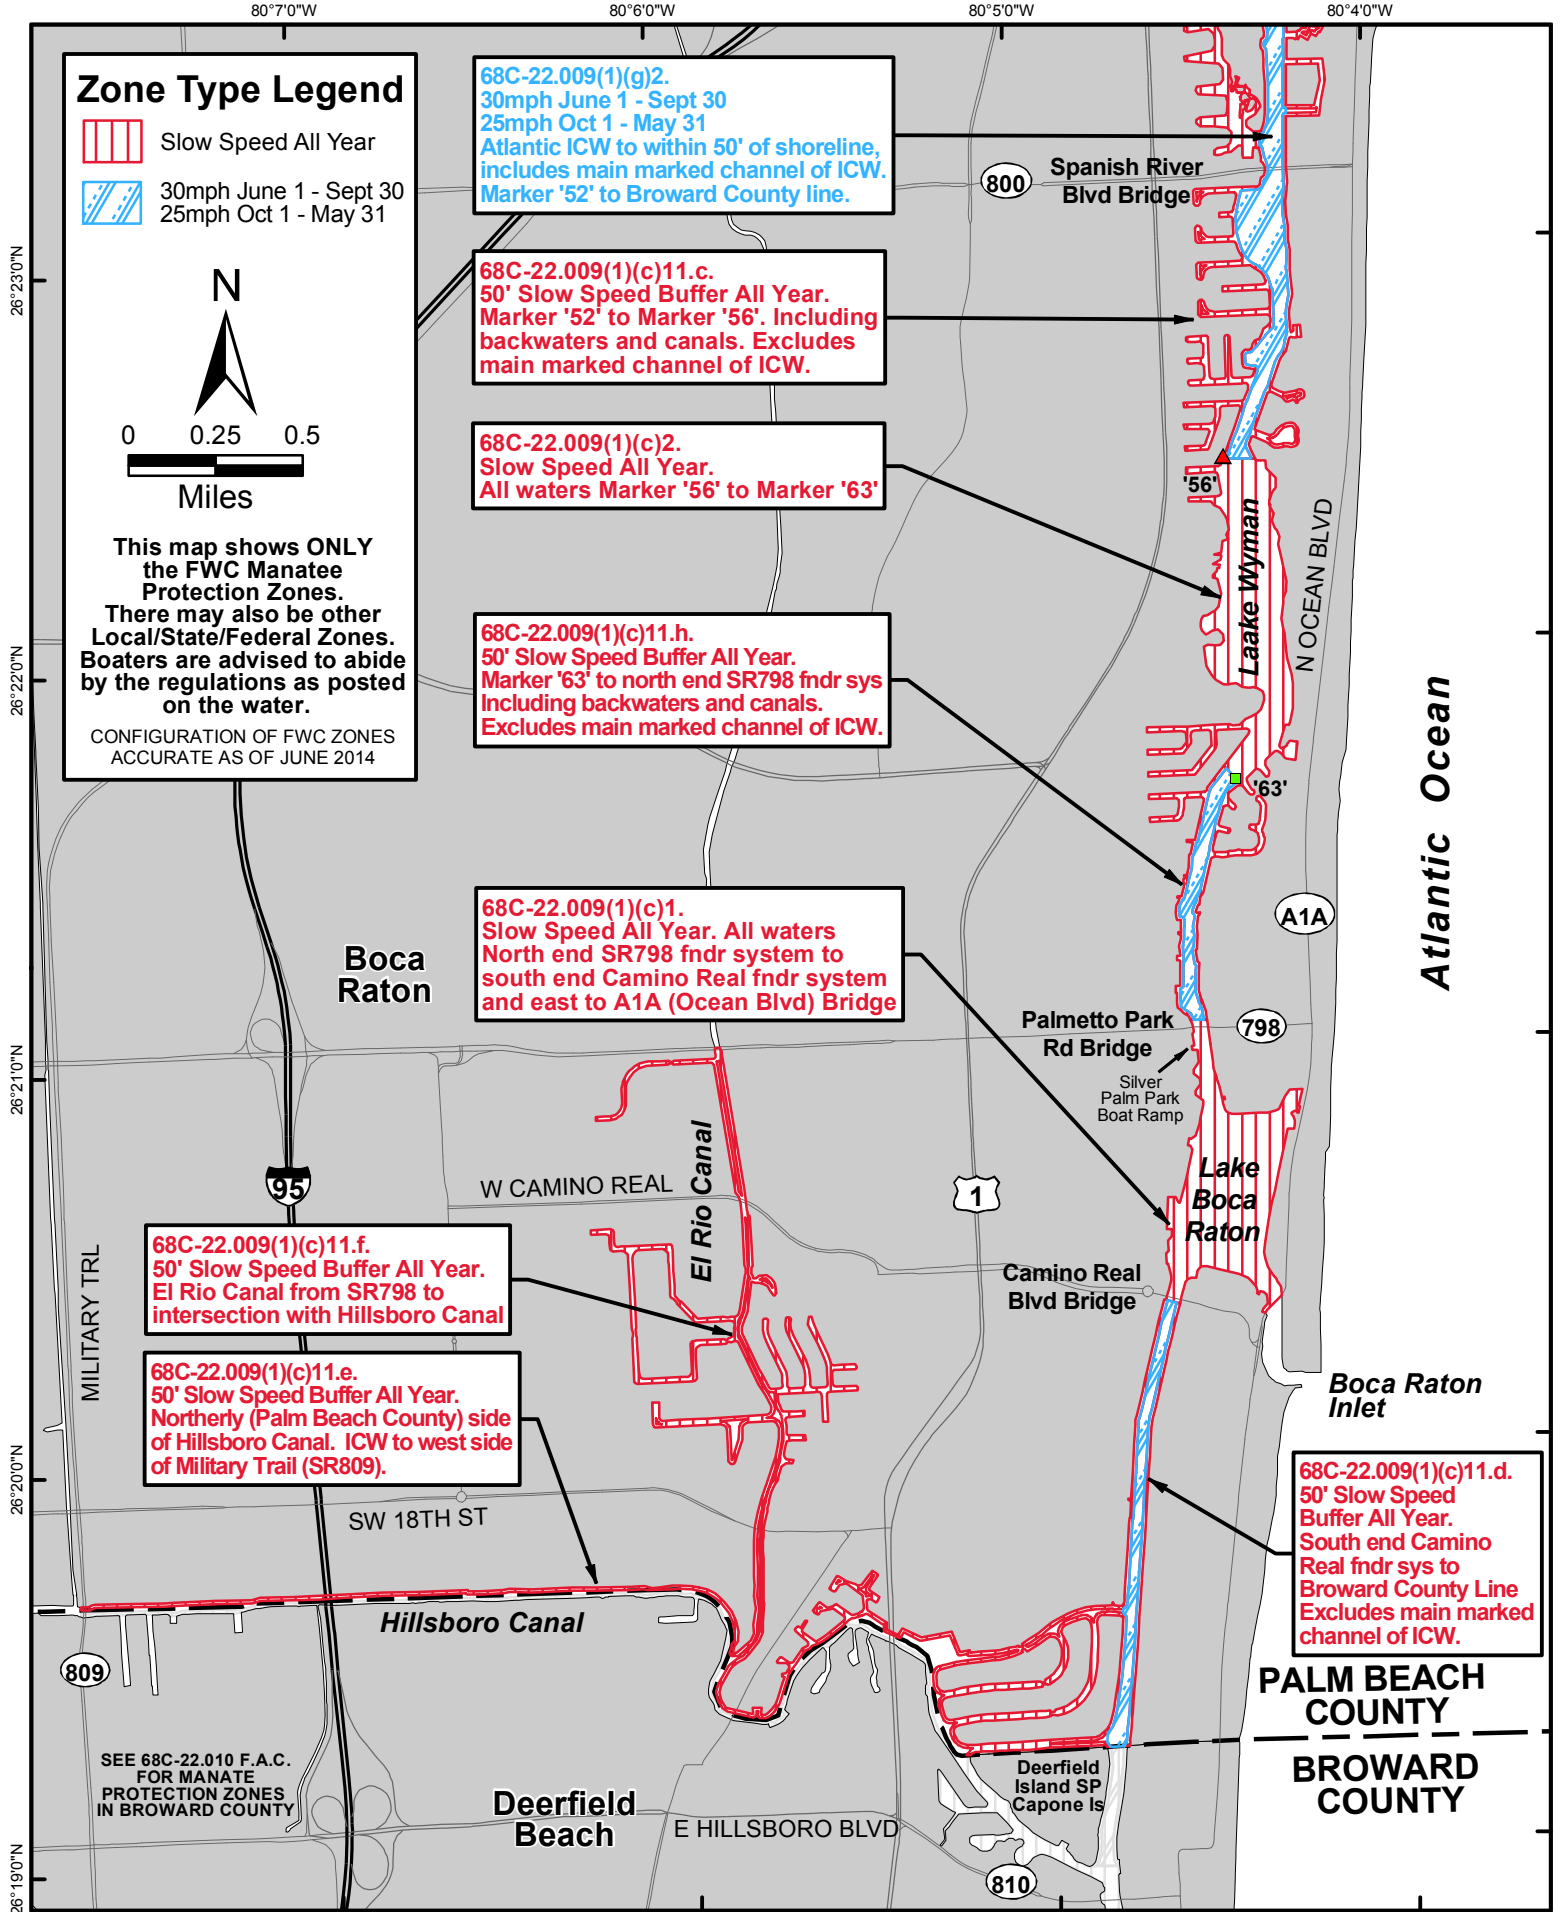 80°7'0"W
80°6'0"W
80°5'0"W
80°4'0"W
26°23'0"N
26°22'0"N
26°21'0"N
26°20'0"N
26°19'0"N
Zone Type Legend
Slow Speed All Year
30mph June 1 - Sept 30
25mph Oct 1 - May 31
N
0 0.25 0.5
Miles
This map shows ONLY
the FWC Manatee
Protection Zones.
There may also be other
Local/State/Federal Zones.
Boaters are advised to abide
by the regulations as posted
on the water.
CONFIGURATION OF FWC ZONES
ACCURATE AS OF JUNE 2014
68C-22.009(1)(g)2.
30mph June 1 - Sept 30
25mph Oct 1 - May 31
Atlantic ICW to within 50' of shoreline,
includes main marked channel of ICW.
Marker '52' to Broward County line.
800
Spanish River
Blvd Bridge
68C-22.009(1)(c)11.c.
50' Slow Speed Buffer All Year.
Marker '52' to Marker '56'. Including
backwaters and canals. Excludes
main marked channel of ICW.
68C-22.009(1)(c)2.
Slow Speed All Year.
All waters Marker '56' to Marker '63'
'56'
Laake Wyman
N OCEAN BLVD
68C-22.009(1)(c)11.h.
50' Slow Speed Buffer All Year.
Marker '63' to north end SR798 fndr sys
Including backwaters and canals.
Excludes main marked channel of ICW.
'63'
Atlantic Ocean
A1A
68C-22.009(1)(c)1.
Slow Speed All Year. All waters
North end SR798 fndr system to
south end Camino Real fndr system
and east to A1A (Ocean Blvd) Bridge
Boca
Raton
Palmetto Park
Rd Bridge
798
Silver
Palm Park
Boat Ramp
El Rio Canal
W CAMINO REAL
95
1
Lake
Boca
Raton
MILITARY TRL
68C-22.009(1)(c)11.f.
50' Slow Speed Buffer All Year.
El Rio Canal from SR798 to
intersection with Hillsboro Canal
Camino Real
Blvd Bridge
68C-22.009(1)(c)11.e.
50' Slow Speed Buffer All Year.
Northerly (Palm Beach County) side
of Hillsboro Canal. ICW to west side
of Military Trail (SR809).
Boca Raton
Inlet
68C-22.009(1)(c)11.d.
50' Slow Speed
Buffer All Year.
South end Camino
Real fndr sys to
Broward County Line
Excludes main marked
channel of ICW.
SW 18TH ST
Hillsboro Canal
809
PALM BEACH
COUNTY
BROWARD
COUNTY
SEE 68C-22.010 F.A.C.
FOR MANATE
PROTECTION ZONES
IN BROWARD COUNTY
Deerfield
Island SP
Capone Is
Deerfield
Beach
E HILLSBORO BLVD
810